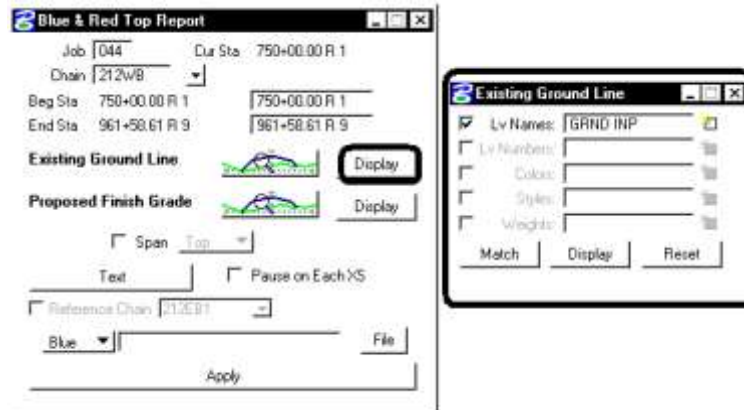 Blue & Red Top Report
Job 044 Cur Sta 750+00.00 R 1
Chain 212WB
Beg Sta 750+00.00 R 1 750+00.00 R 1
End Sta 961+58.61 R 9 961+58.61 R 9
Existing Ground Line Display
Proposed Finish Grade Display
Span Top
Text Pause on Each XS
Reference Chain 212EB1
Blue File
Apply
Existing Ground Line
Lv Names: GRND INP
Lv Numbers:
Colors:
Styles:
Weights:
Match Display Reset